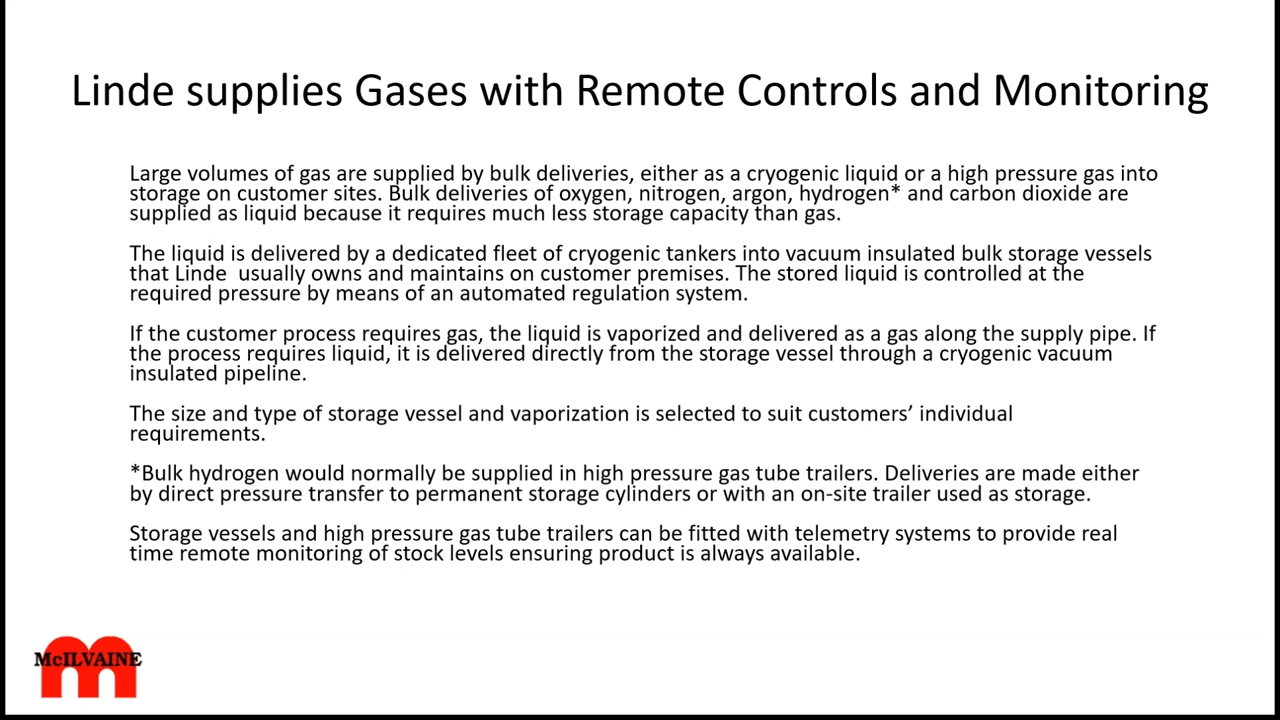 Linde supplies Gases with Remote Controls and Monitoring
Large volumes of gas are supplied by bulk deliveries, either as a cryogenic liquid or a high pressure gas into
storage on customer sites. Bulk deliveries of oxygen, nitrogen, argon, hydrogen* and carbon dioxide are
supplied as liquid because it requires much less storage capacity than gas.
The liquid is delivered by a dedicated fleet of cryogenic tankers into vacuum insulated bulk storage vessels
that Linde  usually owns and maintains on customer premises. The stored liquid is controlled at the
required pressure by means of an automated regulation system.
If the customer process requires gas, the liquid is vaporized and delivered as a gas along the supply pipe. If
the process requires liquid, it is delivered directly from the storage vessel through a cryogenic vacuum
insulated pipeline.
The size and type of storage vessel and vaporization is selected to suit customers’ individual
requirements.
*Bulk hydrogen would normally be supplied in high pressure gas tube trailers. Deliveries are made either
by direct pressure transfer to permanent storage cylinders or with an on-site trailer used as storage.
Storage vessels and high pressure gas tube trailers can be fitted with telemetry systems to provide real
time remote monitoring of stock levels ensuring product is always available.
McILVAINE